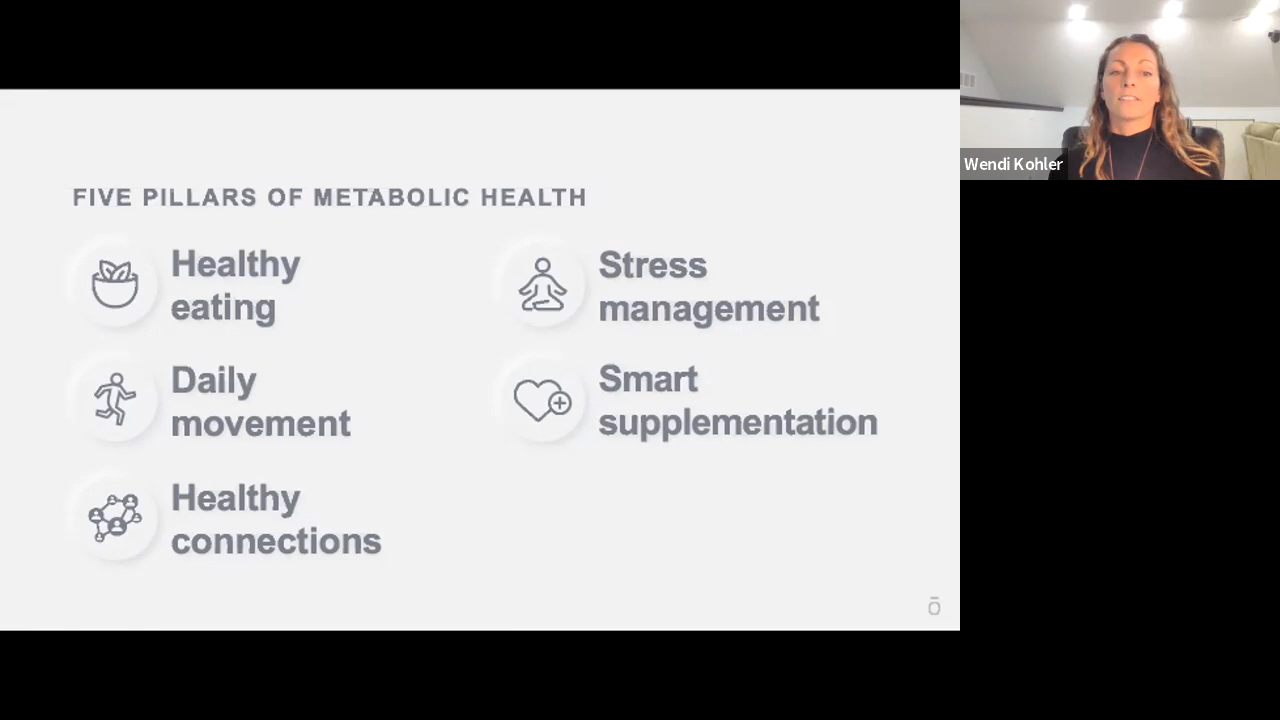 FIVE PILLARS OF METABOLIC HEALTH
Healthy
eating
Daily
movement
Healthy
connections
Stress
management
Smart
supplementation
ō
Wendi Kohler